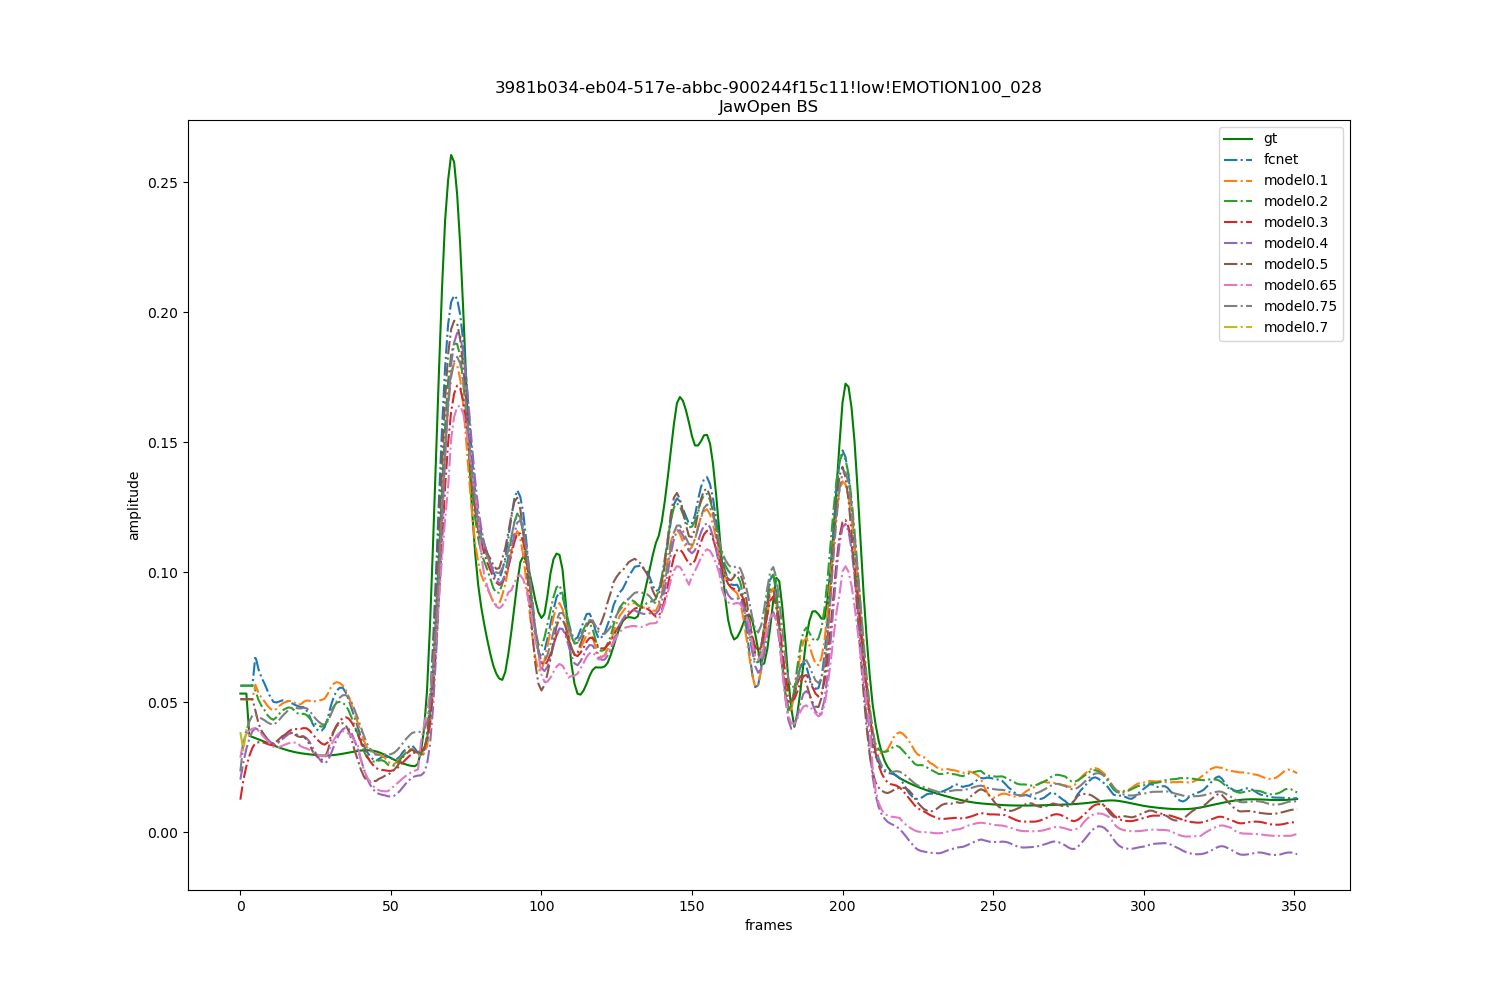 3981b034-eb04-517e-abbc-900244f15c11!low!EMOTION100_028
JawOpen BS
gt
fcnet
model0.1
model0.2
model0.3
model0.4
model0.5
model0.65
model0.75
model0.7
0.25
0.20
0.15
0.10
0.05
0.00
amplitude
0
50
100
150
200
250
300
350
frames